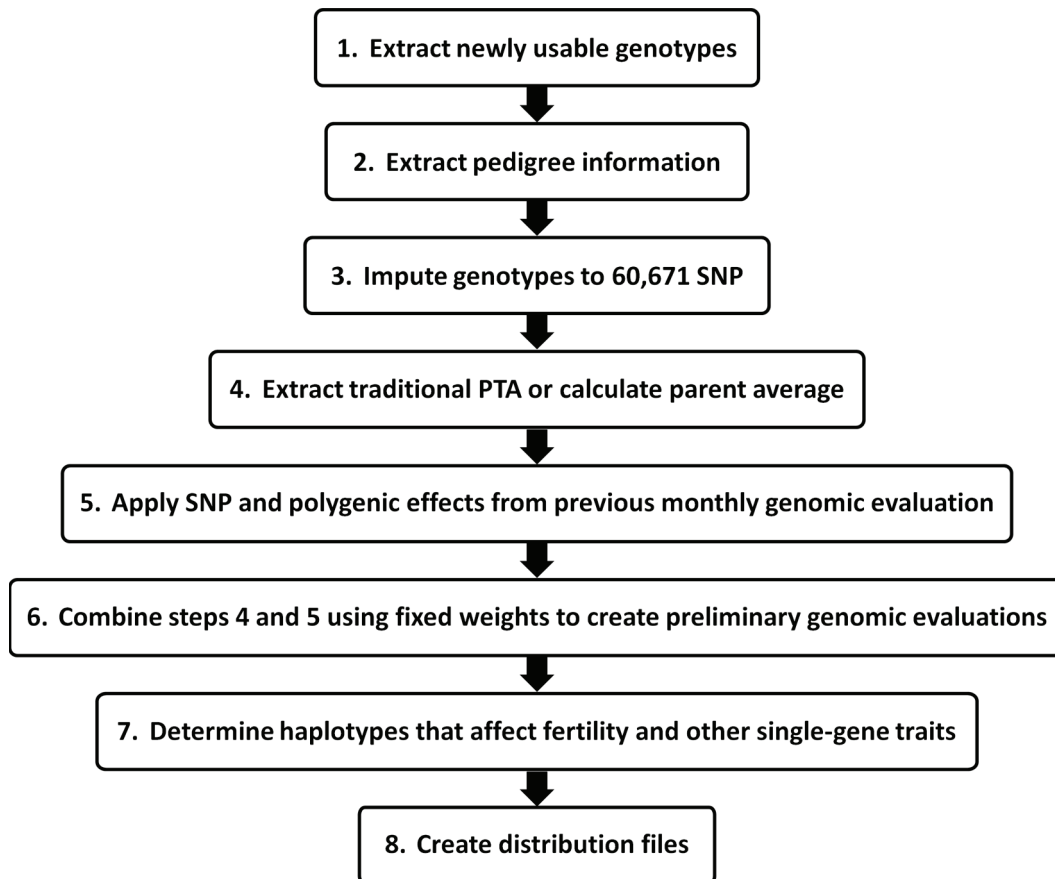 1. Extract newly usable genotypes
2. Extract pedigree information
3. Impute genotypes to 60,671 SNP
4. Extract traditional PTA or calculate parent average
5. Apply SNP and polygenic effects from previous monthly genomic evaluation
6. Combine steps 4 and 5 using fixed weights to create preliminary genomic evaluations
7. Determine haplotypes that affect fertility and other single-gene traits
8. Create distribution files